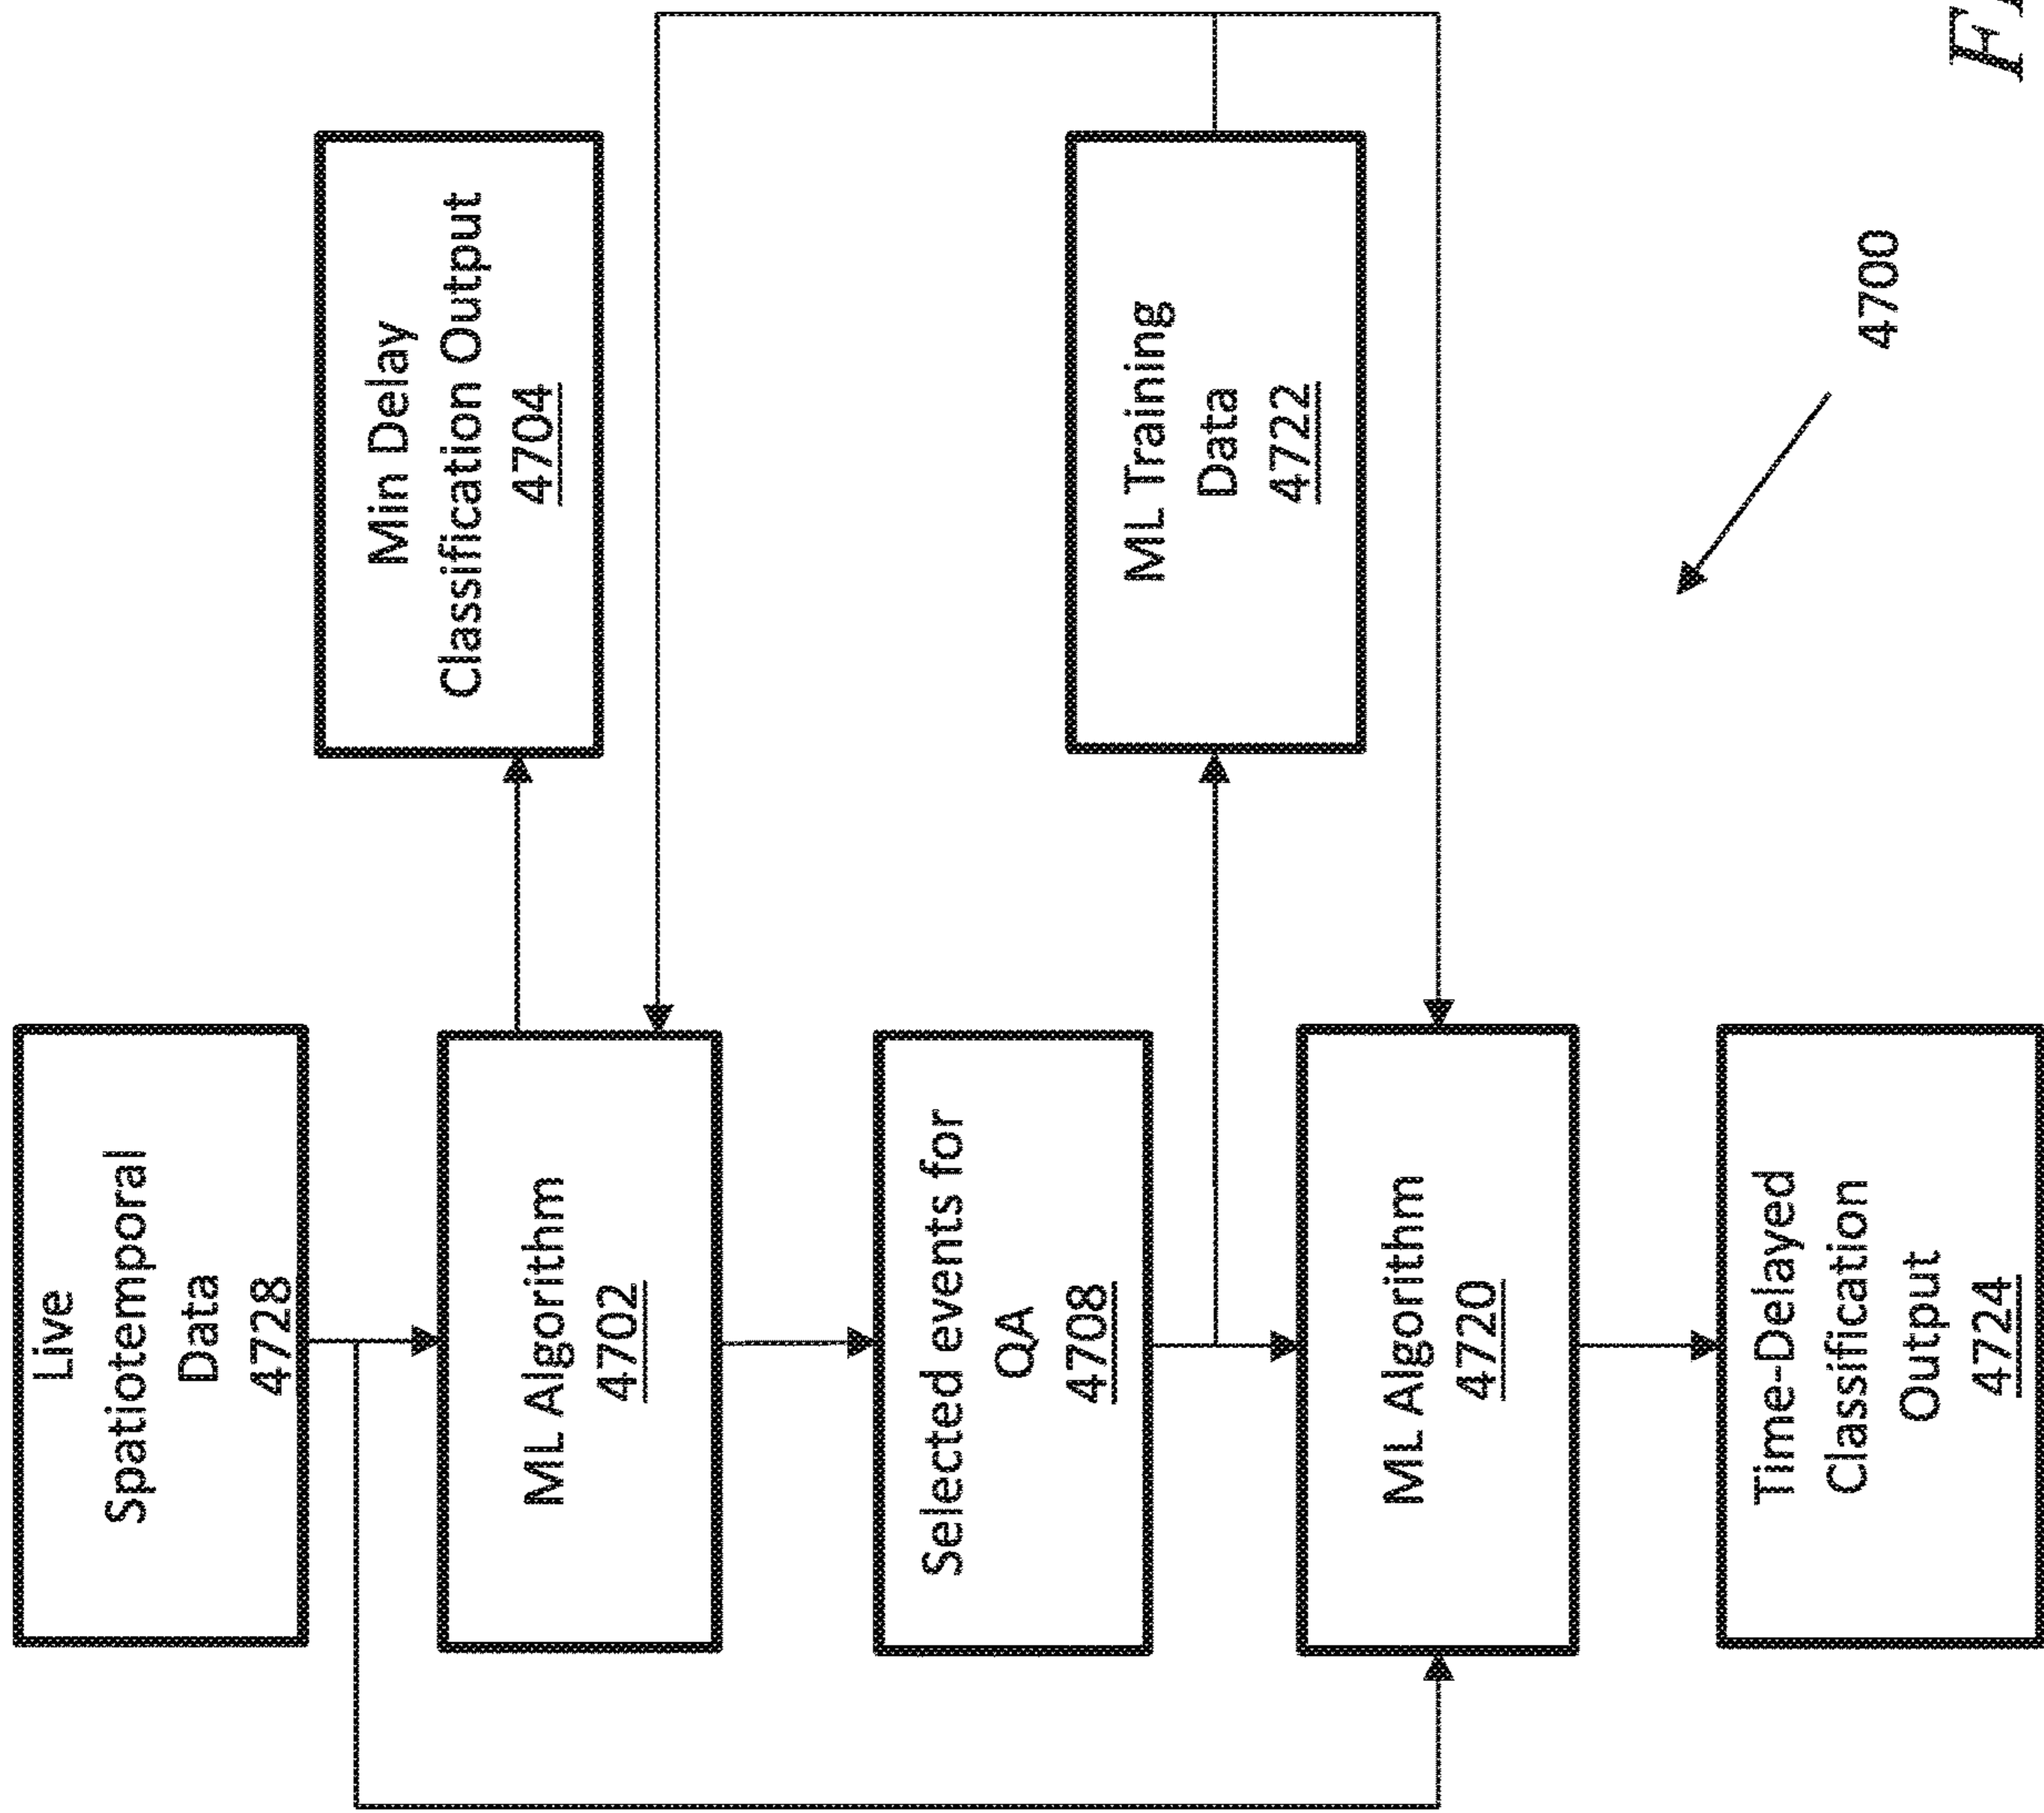 Live
Spatiotemporal
Data
4728
Min Delay
Classification Output
4704
ML Algorithm
4702
Selected events for
QA
4708
ML Training
Data
4722
ML Algorithm
4720
Time-Delayed
Classification
Output
4724
4700